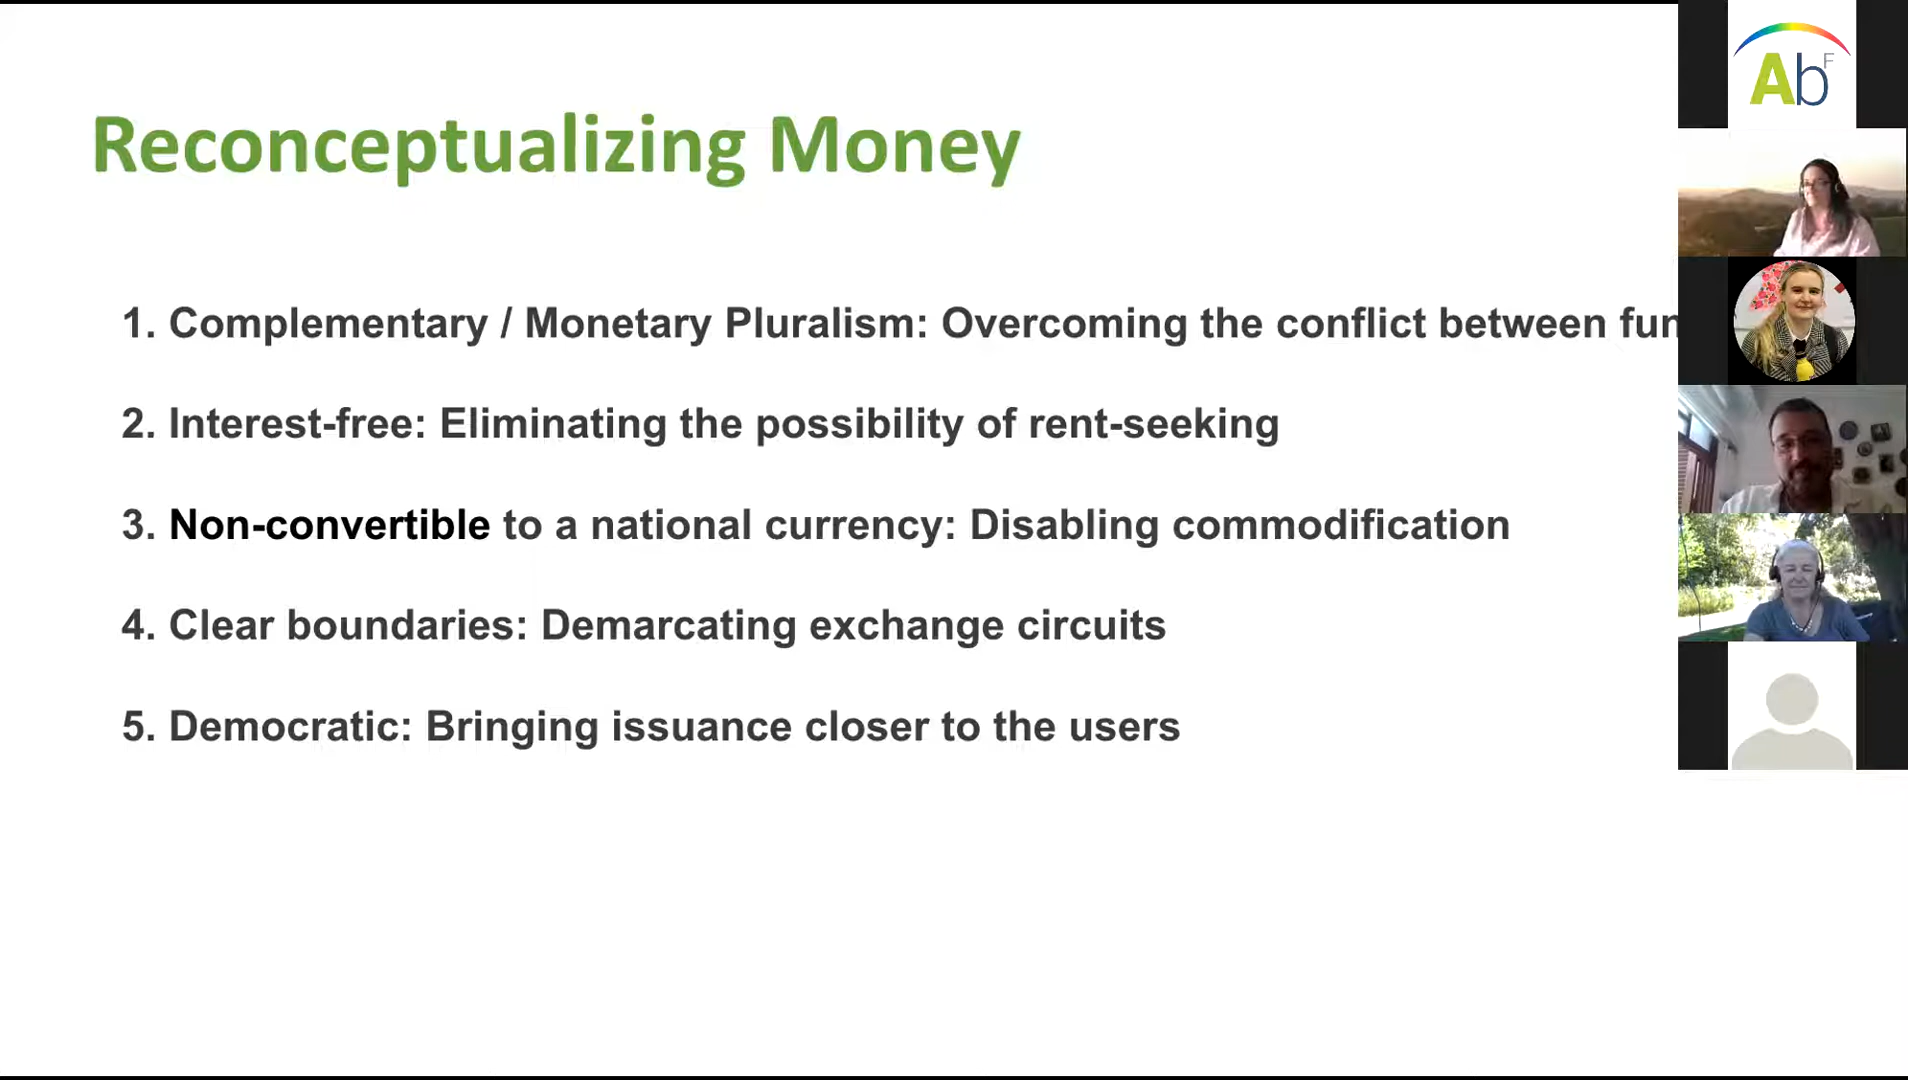 Reconceptualizing Money
1. Complementary / Monetary Pluralism: Overcoming the conflict between
2. Interest-free: Eliminating the possibility of rent-seeking
3. Non-convertible to a national currency: Disabling commodification
4. Clear boundaries: Demarcating exchange circuits
5. Democratic: Bringing issuance closer to the users
Ab F